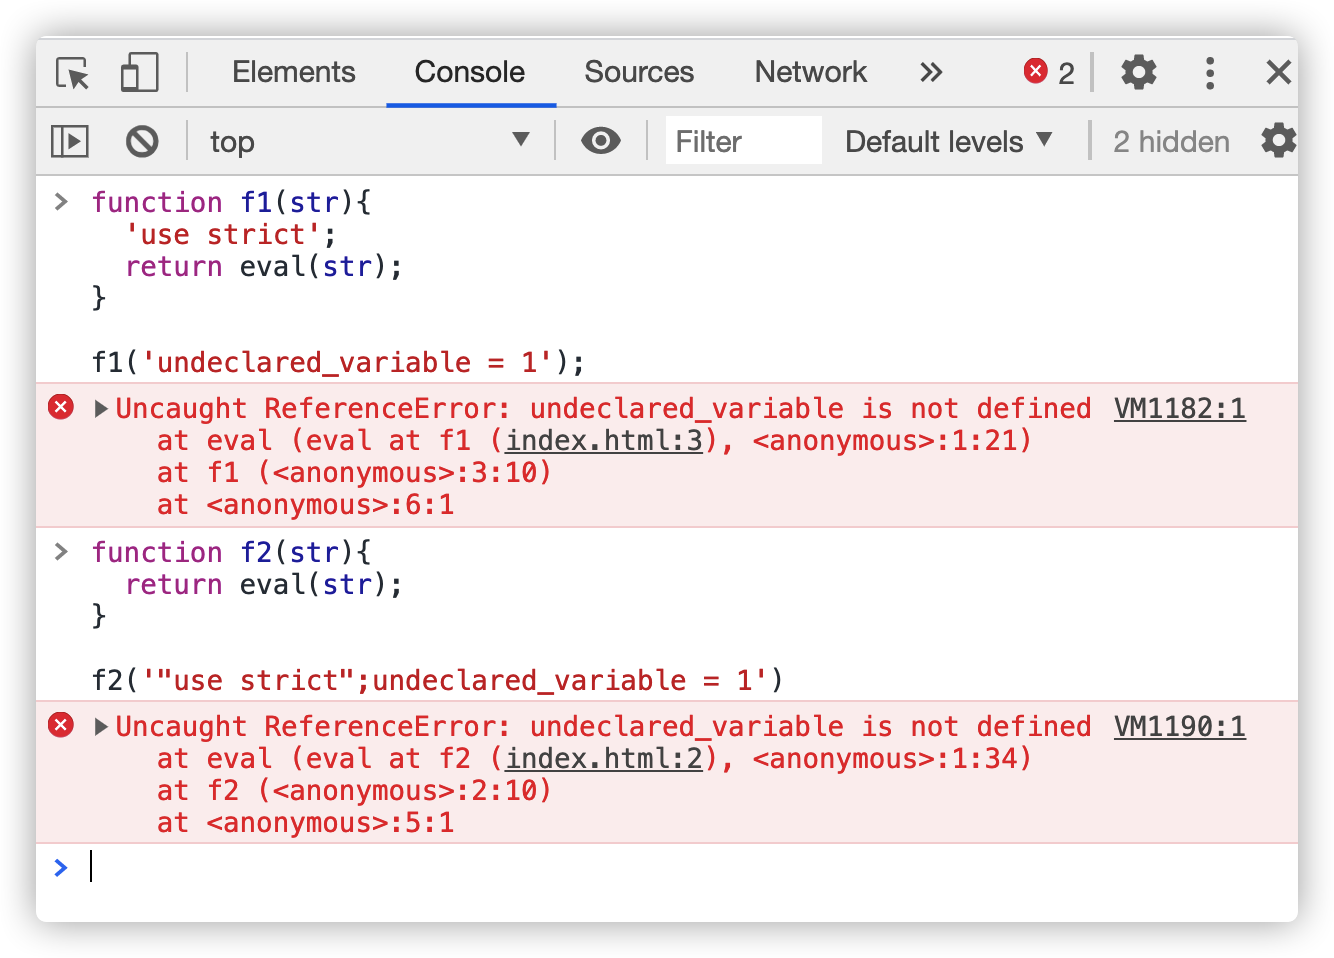 Elements Console Sources Network 2
top Filter Default levels 2 hidden
function f1(str){
'use strict';
return eval(str);
}
f1('undeclared_variable = 1');
Uncaught ReferenceError: undeclared_variable is not defined VM1182:1
at eval (eval at f1 (index.html:3), <anonymous>:1:21)
at f1 (<anonymous>:3:10)
at <anonymous>:6:1
function f2(str){
return eval(str);
}
f2('"use strict";undeclared_variable = 1')
Uncaught ReferenceError: undeclared_variable is not defined VM1190:1
at eval (eval at f2 (index.html:2), <anonymous>:1:34)
at f2 (<anonymous>:2:10)
at <anonymous>:5:1